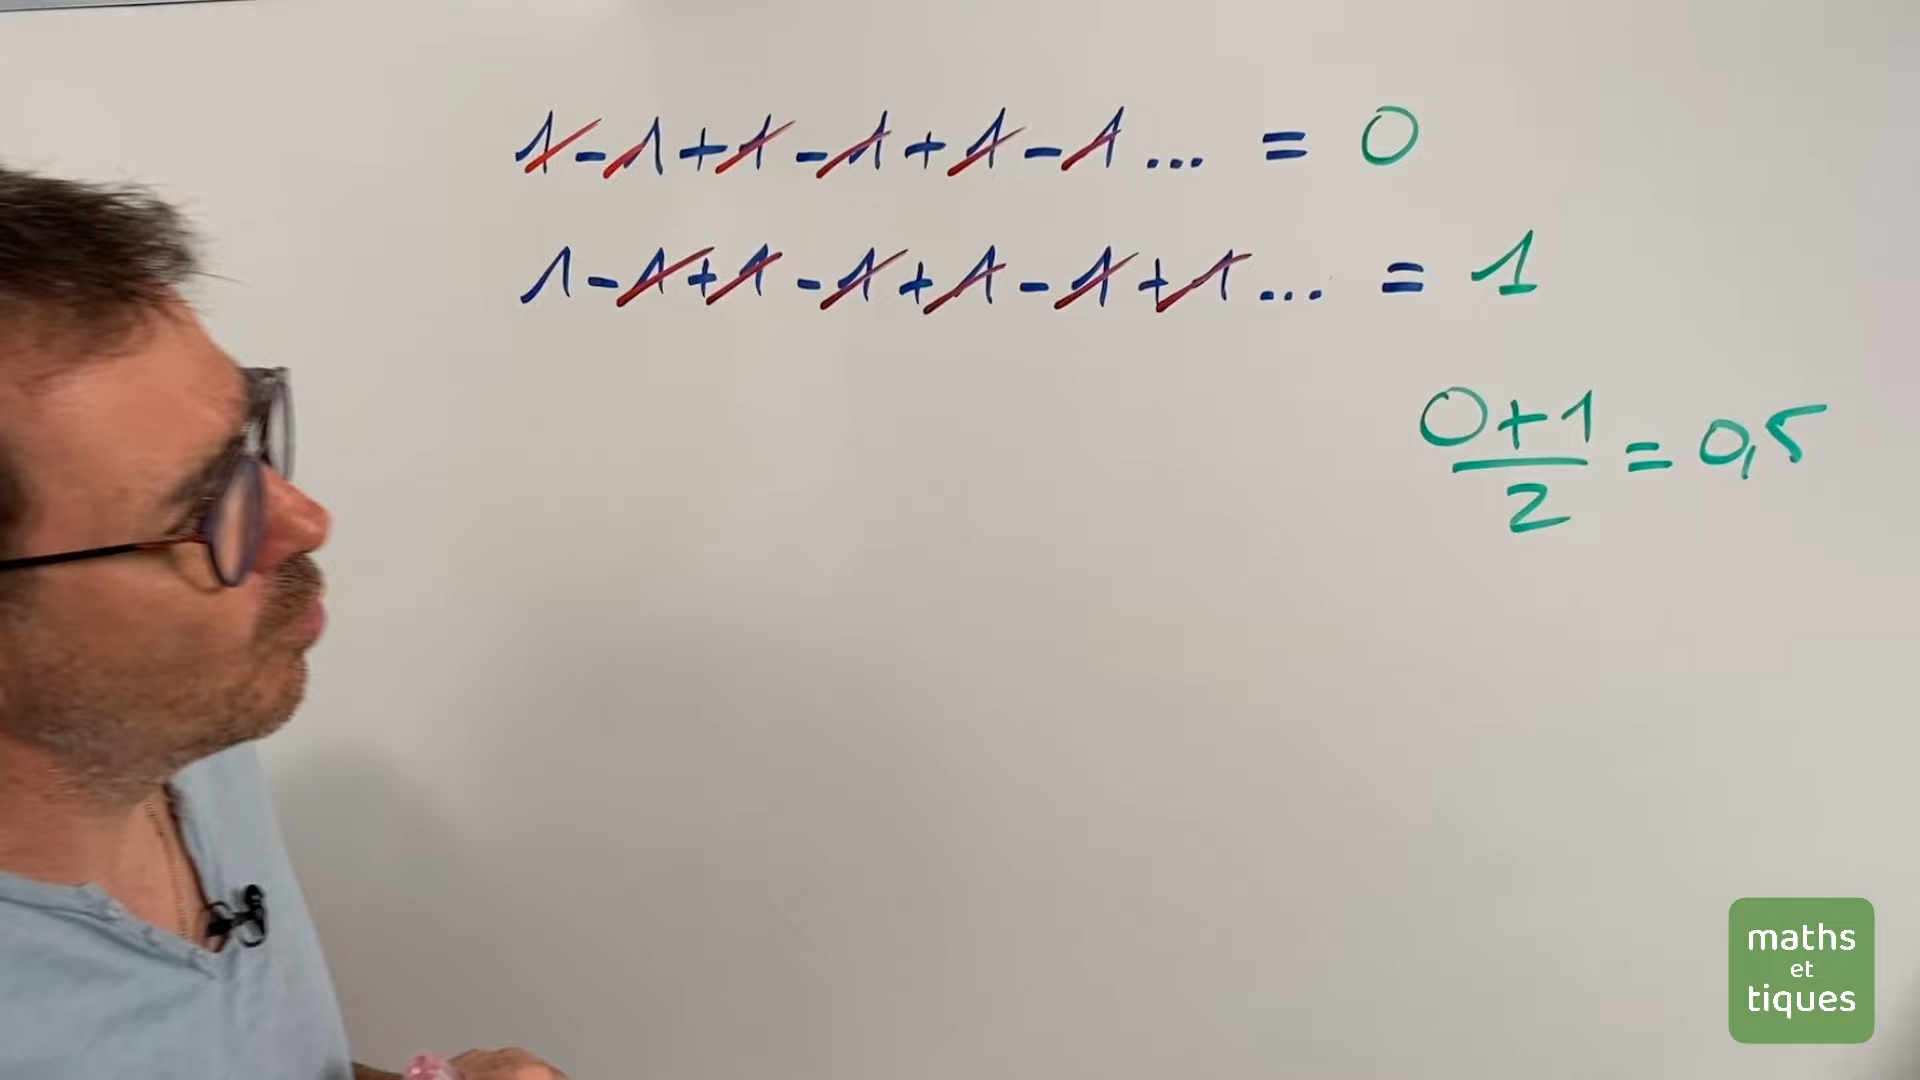 1-1+1-1+1-1... = 0
1-1+1-1+1-1+1... = 1
0+1
2
= 0,5
maths
et
tiques